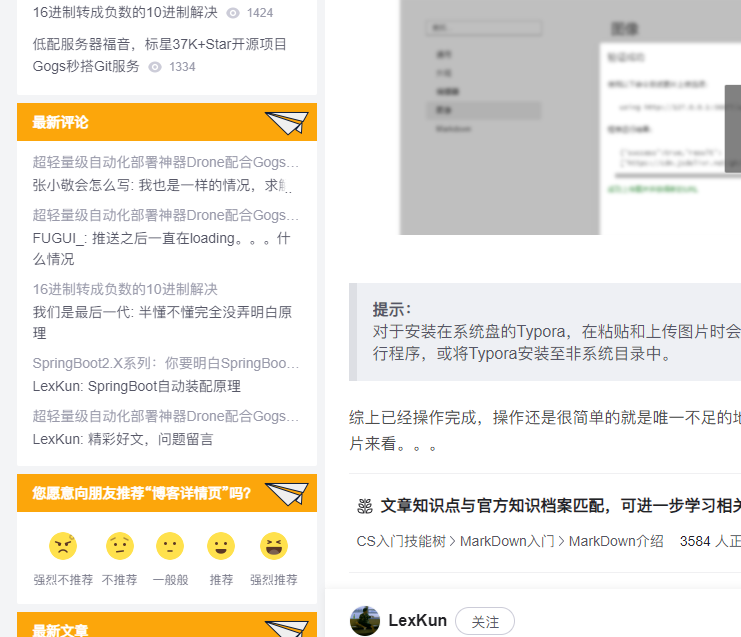 16进制转成负数的10进制解决 1424
低配服务器福音，标星37K+Star开源项目
Gogs秒搭Git服务 1334
最新评论
超轻量级自动化部署神器Drone配合Gogs...
张小敬会怎么写: 我也是一样的情况，求
超轻量级自动化部署神器Drone配合Gogs...
FUGUI_: 推送之后一直在loading。。。什
么情况
16进制转成负数的10进制解决
我们是最后一代: 半懂不懂完全没弄明白原
理
SpringBoot2.X系列：你要明白SpringBoo...
LexKun: SpringBoot自动装配原理
超轻量级自动化部署神器Drone配合Gogs...
LexKun: 精彩好文，问题留言
您愿意向朋友推荐“博客详情页”吗?
强烈不推荐 不推荐 一般般 推荐 强烈推荐
最新文章
图像
Markdown
提示：
对于安装在系统盘的Typora，在粘贴和上传图片时会
行程序，或将Typora安装至非系统目录中。
综上已经操作完成，操作还是很简单的就是唯一不足的地
片来看。。。
文章知识点与官方知识档案匹配，可进一步学习相关
CS入门技能树 > MarkDown入门 > MarkDown介绍 3584 人正
LexKun 关注